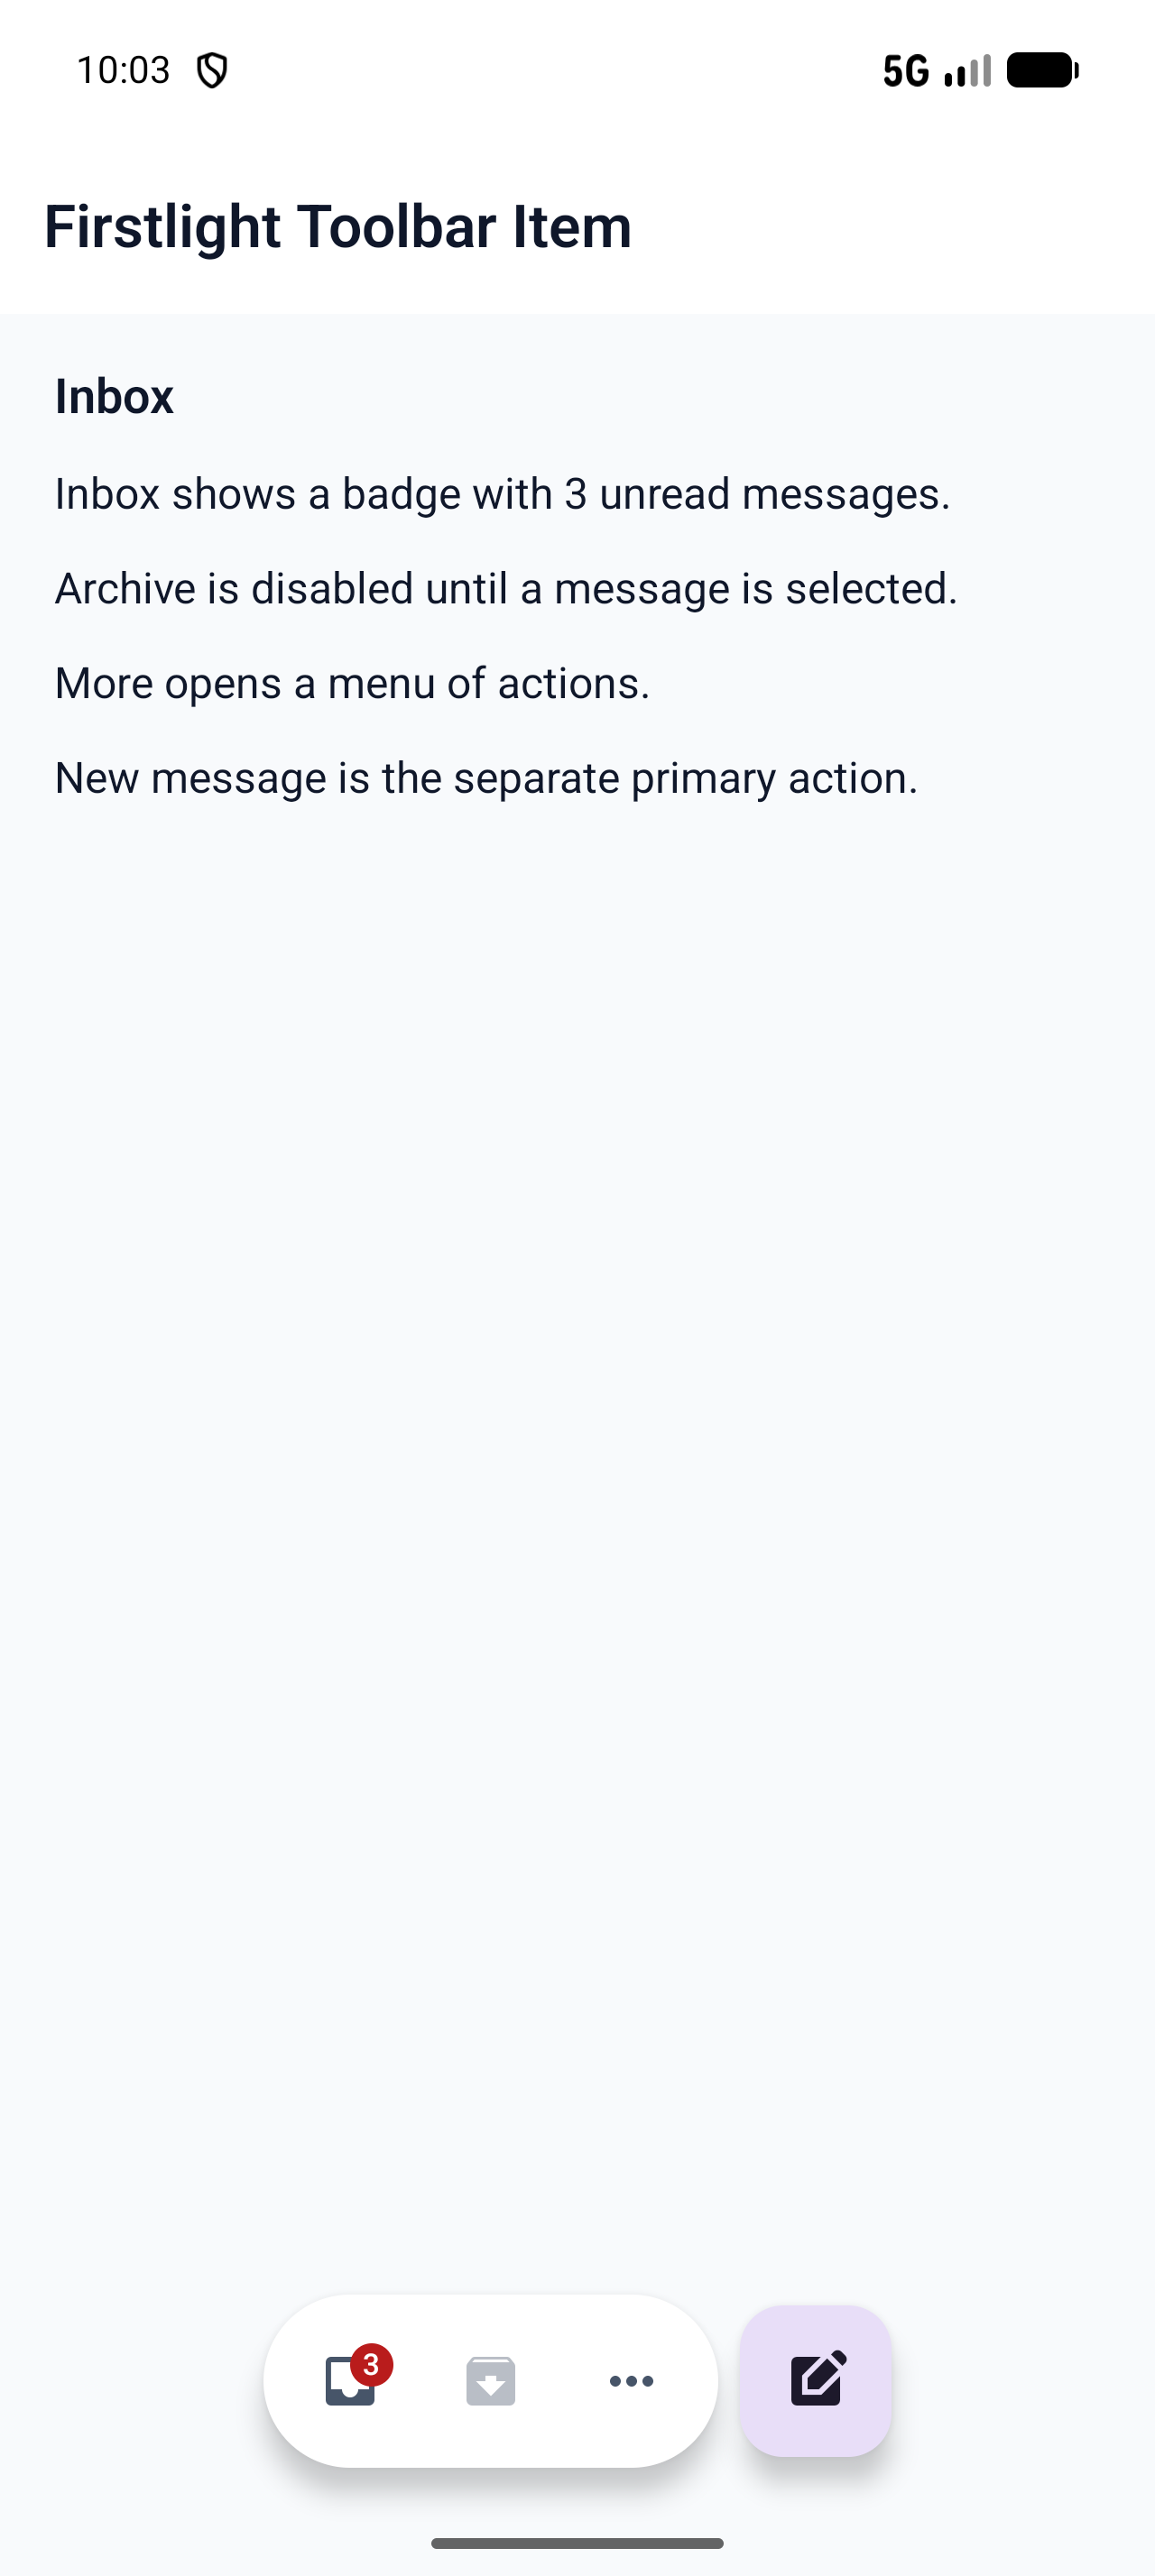 10:03
5G
Firstlight Toolbar Item
Inbox
Inbox shows a badge with 3 unread messages.
Archive is disabled until a message is selected.
More opens a menu of actions.
New message is the separate primary action.
3